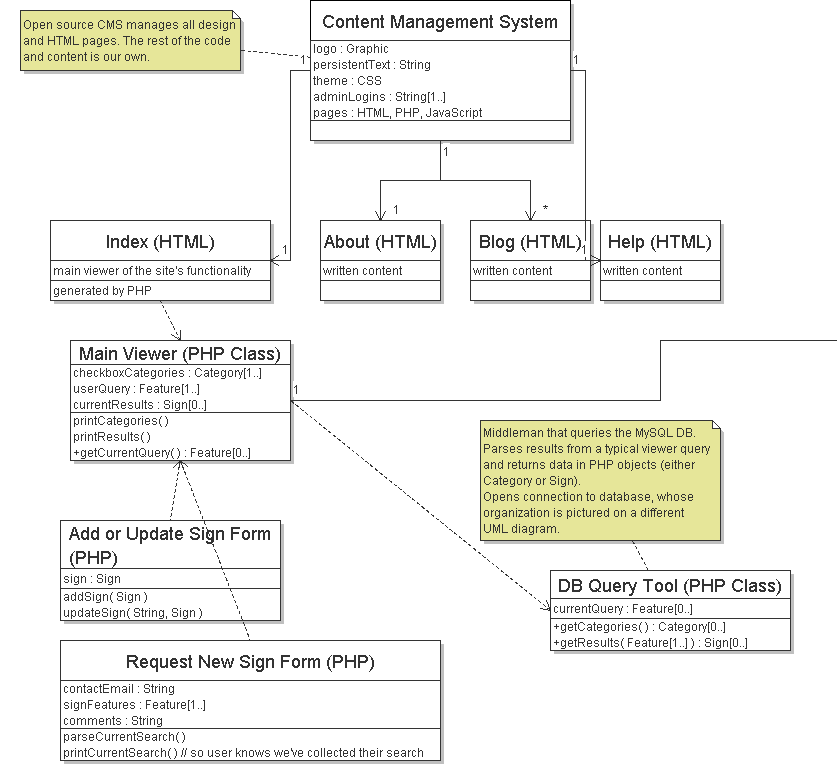 Open source CMS manages all design
and HTML pages. The rest of the code
and content is our own.
Content Management System
logo : Graphic
persistentText : String
theme : CSS
adminLogins : String[1..]
pages : HTML, PHP, JavaScript
1
1
1
1
1
*
1
Index (HTML)
main viewer of the site's functionality
generated by PHP
About (HTML)
written content
Blog (HTML)
written content
Help (HTML)
written content
Main Viewer (PHP Class)
checkboxCategories : Category[1..]
userQuery : Feature[1..]
currentResults : Sign[0..]
printCategories()
printResults()
+getCurrentQuery() : Feature[0..]
1
Middleman that queries the MySQL DB.
Parses results from a typical viewer query
and returns data in PHP objects (either
Category or Sign).
Opens connection to database, whose
organization is pictured on a different
UML diagram.
Add or Update Sign Form
(PHP)
sign : Sign
addSign( Sign )
updateSign( String, Sign )
DB Query Tool (PHP Class)
currentQuery : Feature[0..]
+getCategories() : Category[0..]
+getResults( Feature[1..] ) : Sign[0..]
Request New Sign Form (PHP)
contactEmail : String
signFeatures : Feature[1..]
comments : String
parseCurrentSearch()
printCurrentSearch() // so user knows we've collected their search